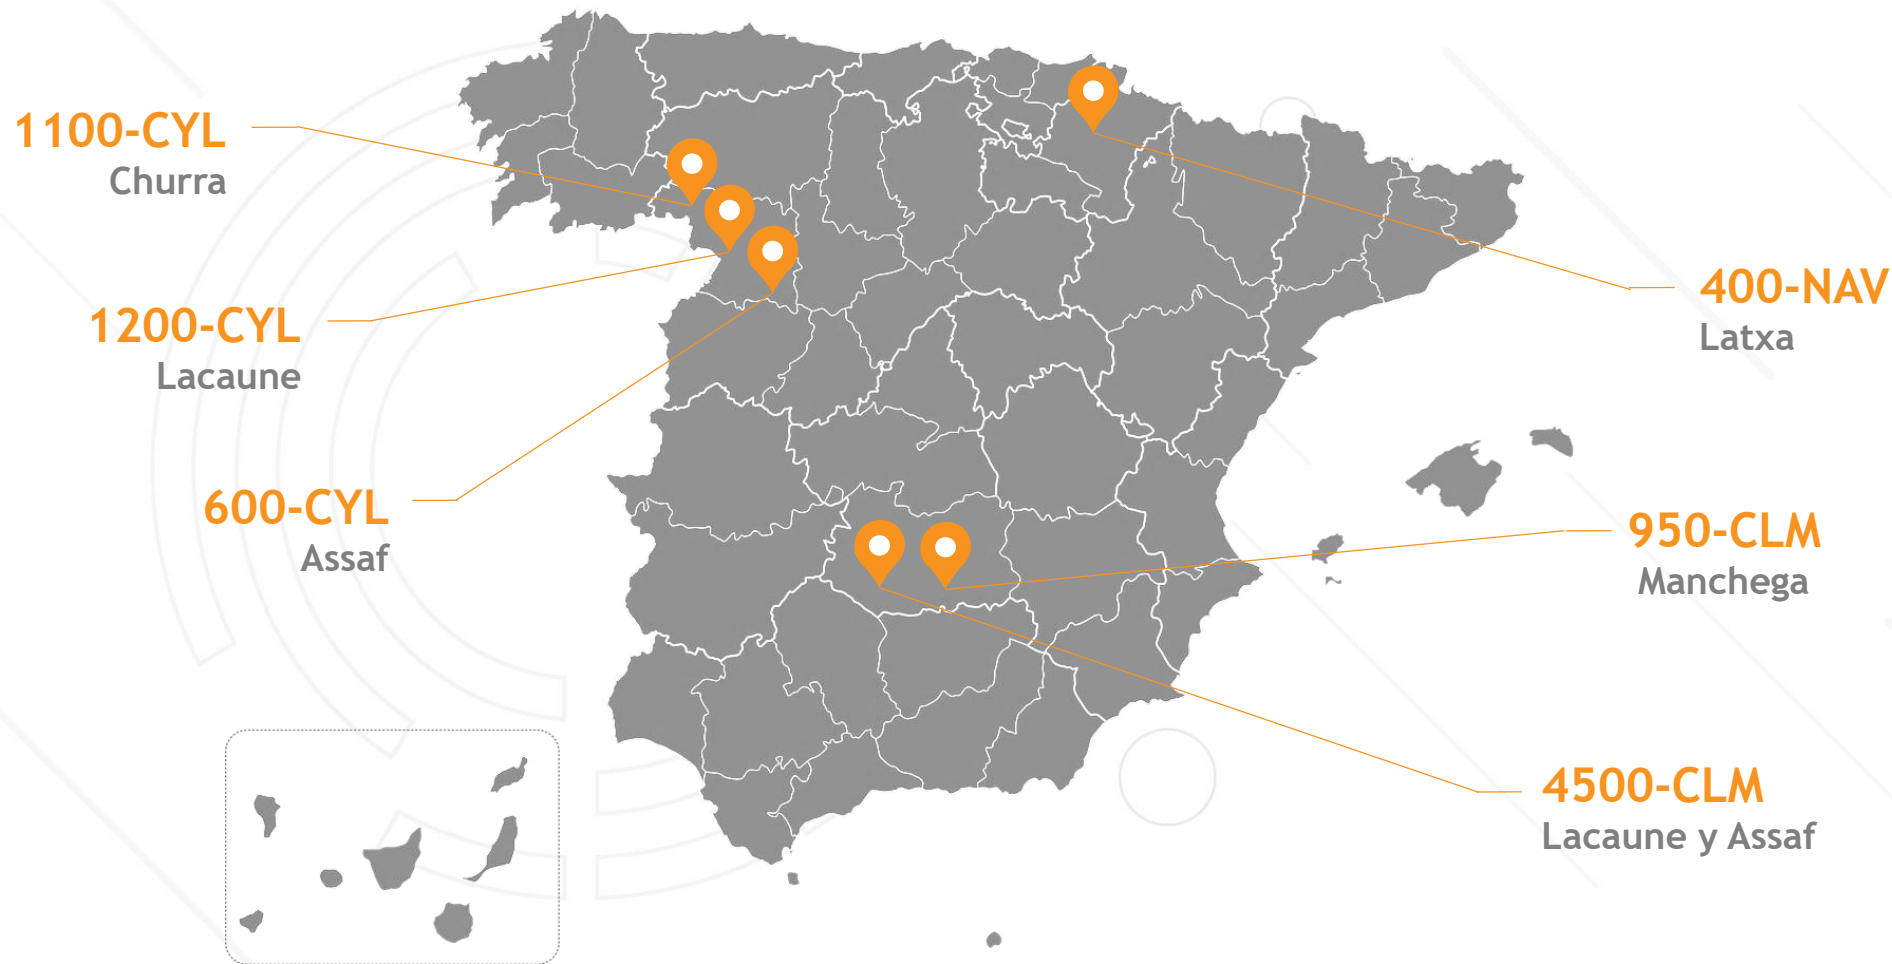 1100-CYL
Churra
1200-CYL
Lacaune
600-CYL
Assaf
400-NAV
Latxa
950-CLM
Manchega
4500-CLM
Lacaune y Assaf